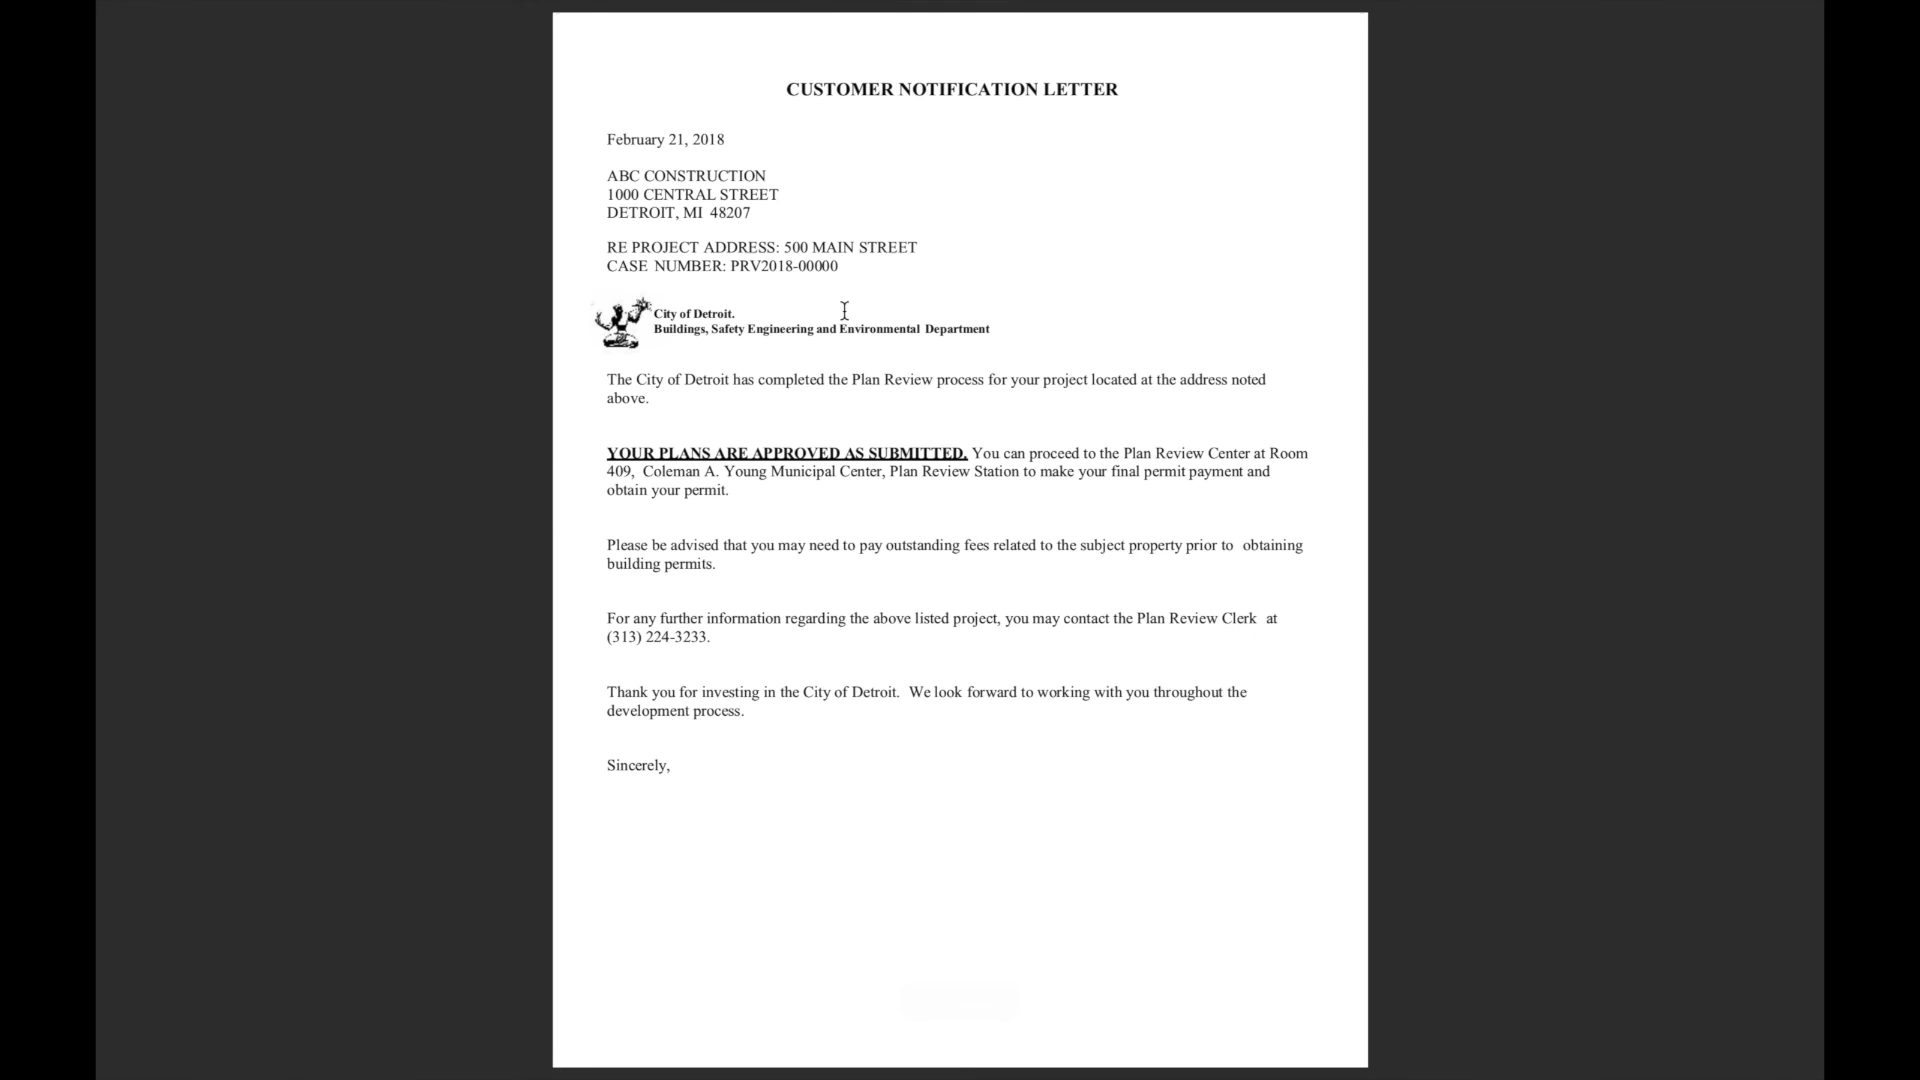 CUSTOMER NOTIFICATION LETTER
February 21, 2018
ABC CONSTRUCTION
1000 CENTRAL STREET
DETROIT, MI 48207
RE PROJECT ADDRESS: 500 MAIN STREET
CASE NUMBER: PRV2018-00000
City of Detroit.
Buildings, Safety Engineering and Environmental Department
The City of Detroit has completed the Plan Review process for your project located at the address noted
above.
YOUR PLANS ARE APPROVED AS SUBMITTED. You can proceed to the Plan Review Center at Room
409, Coleman A. Young Municipal Center, Plan Review Station to make your final permit payment and
obtain your permit.
Please be advised that you may need to pay outstanding fees related to the subject property prior to obtaining
building permits.
For any further information regarding the above listed project, you may contact the Plan Review Clerk at
(313) 224-3233.
Thank you for investing in the City of Detroit. We look forward to working with you throughout the
development process.
Sincerely,